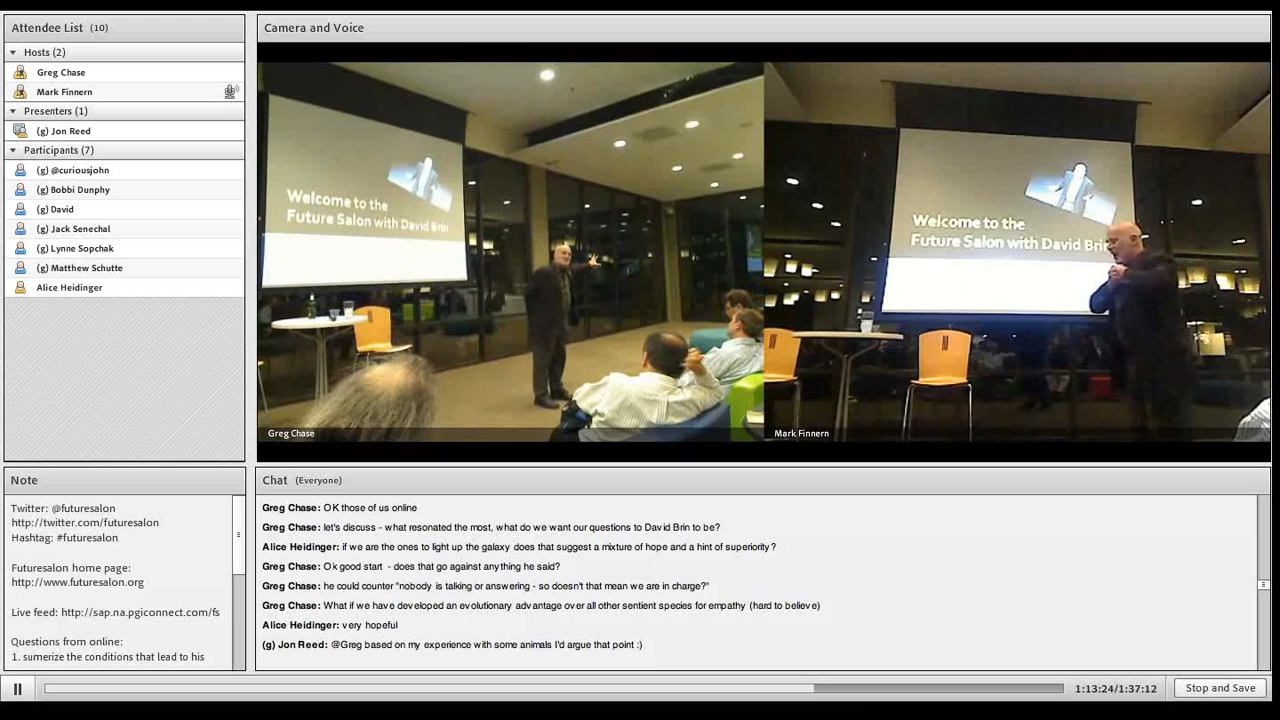 Attendee List (10)
Hosts (2)
Greg Chase
Mark Finnern
Presenters (1)
(g) Jon Reed
Participants (7)
(g) @curiousjohn
(g) Bobbi Dunphy
(g) David
(g) Jack Senechal
(g) Lynne Sopchak
(g) Matthew Schutte
Alice Heidinger
Camera and Voice
Welcome to the
Future Salon with David Brin
Greg Chase
Welcome to the
Future Salon with David Brin
Mark Finnern
Note
Twitter: @futuresalon
http://twitter.com/futuresalon
Hashtag: #futuresalon
Futuresalon home page:
http://www.futuresalon.org
Live feed: http://sap.na.pgiconnect.com/fs
Questions from online:
1. sumerize the conditions that lead to his
Chat (Everyone)
Greg Chase: OK those of us online
Greg Chase: let's discuss - what resonated the most, what do we want our questions to David Brin to be?
Alice Heidinger: if we are the ones to light up the galaxy does that suggest a mixture of hope and a hint of superiority?
Greg Chase: Ok good start - does that go against anything he said?
Greg Chase: he could counter "nobody is talking or answering - so doesn't that mean we are in charge?"
Greg Chase: What if we have developed an evolutionary advantage over all other sentient species for empathy (hard to believe)
Alice Heidinger: very hopeful
(g) Jon Reed: @Greg based on my experience with some animals I'd argue that point :)
1:13:24/1:37:12
Stop and Save